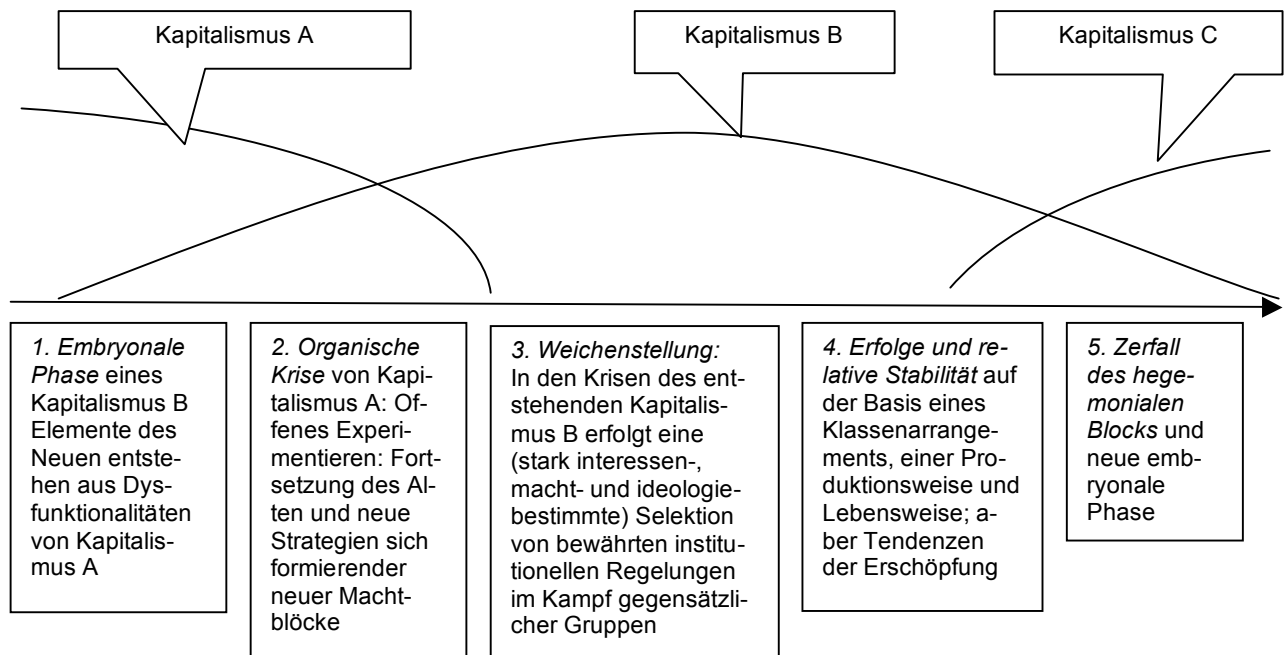 Kapitalismus A
Kapitalismus B
Kapitalismus C
1. Embryonale
Phase eines
Kapitalismus B
Elemente des
Neuen entste-
hen aus Dys-
funktionalitäten
von Kapitalis-
mus A
2. Organische
Krise von Kapi-
talismus A: Of-
fenes Experi-
mentieren: Fort-
setzung des Al-
ten und neue
Strategien sich
formierender
neuer Macht-
blöcke
3. Weichenstellung:
In den Krisen des ent-
stehenden Kapitalis-
mus B erfolgt eine
(stark interessen-,
macht- und ideologie-
bestimmte) Selektion
von bewährten institu-
tionellen Regelungen
im Kampf gegensätzli-
cher Gruppen
4. Erfolge und re-
lative Stabilität auf
der Basis eines
Klassenarrange-
ments, einer Pro-
duktionsweise und
Lebensweise; a-
ber Tendenzen
der Erschöpfung
5. Zerfall
des hege-
monialen
Blocks und
neue emb-
ryonale
Phase